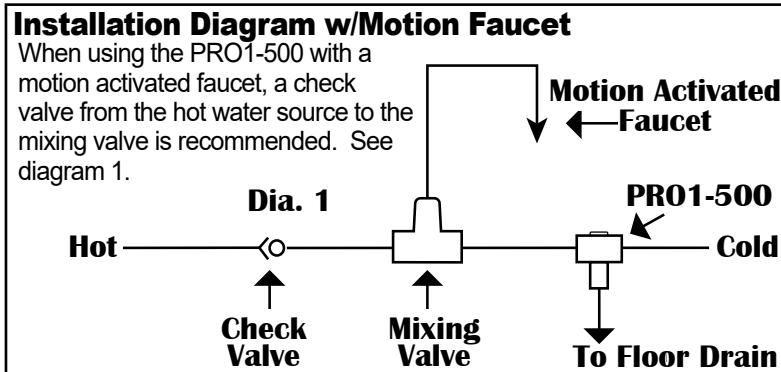 Installation Diagram w/Motion Faucet
When using the PRO1-500 with a
motion activated faucet, a check
valve from the hot water source to the
mixing valve is recommended.  See
diagram 1.
Motion Activated
Faucet
Dia. 1
PRO1-500
Hot
Cold
Check
Valve
Mixing
Valve
To Floor Drain